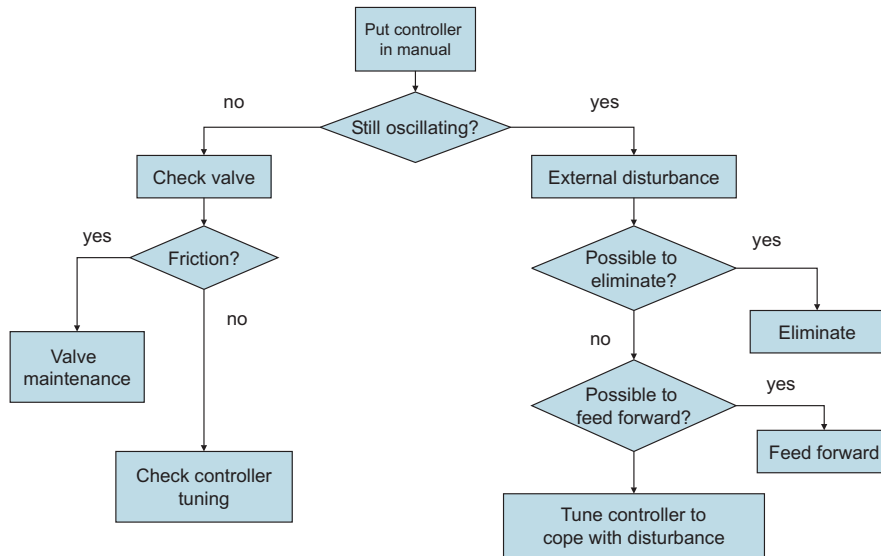 Put controller
in manual
no
yes
Still oscillating?
Check valve
External disturbance
yes
Friction?
Possible to
eliminate?
yes
no
Eliminate
Valve
maintenance
no
Possible to
feed forward?
yes
Feed forward
Check controller
tuning
Tune controller to
cope with disturbance